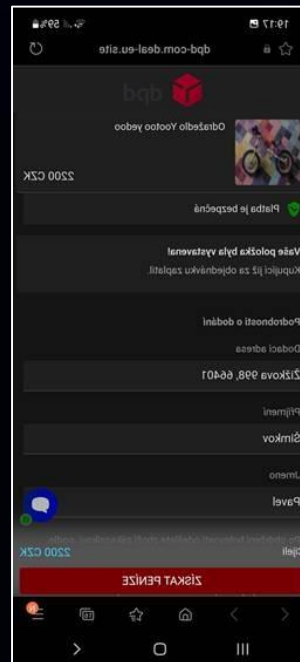 19:17
59%
dpd-com.deal-eu.site
dpd
Odrážedlo Yootoo yedoo
2200 CZK
Platba je bezpečná
Vaše položka byla vystavena!
Kupující již za objednávku zaplatil.
Podrobnosti o dodání
Dodací adresa
Žižkova 998, 66401
Příjmení
Šimkov
Jmeno
Pavel
2200 CZK
ZÍSKAT PENÍZE